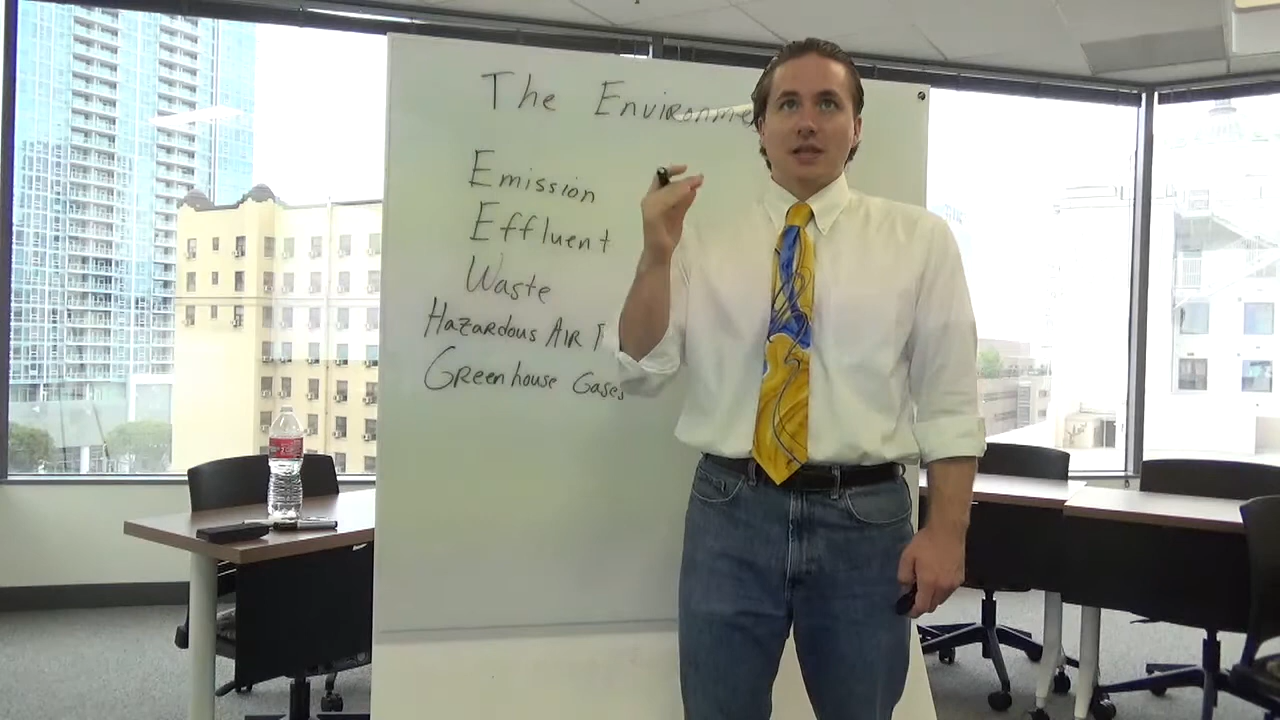 The Environme
Emission
Effluent
Waste
Hazardous Air
Greenhouse Gases